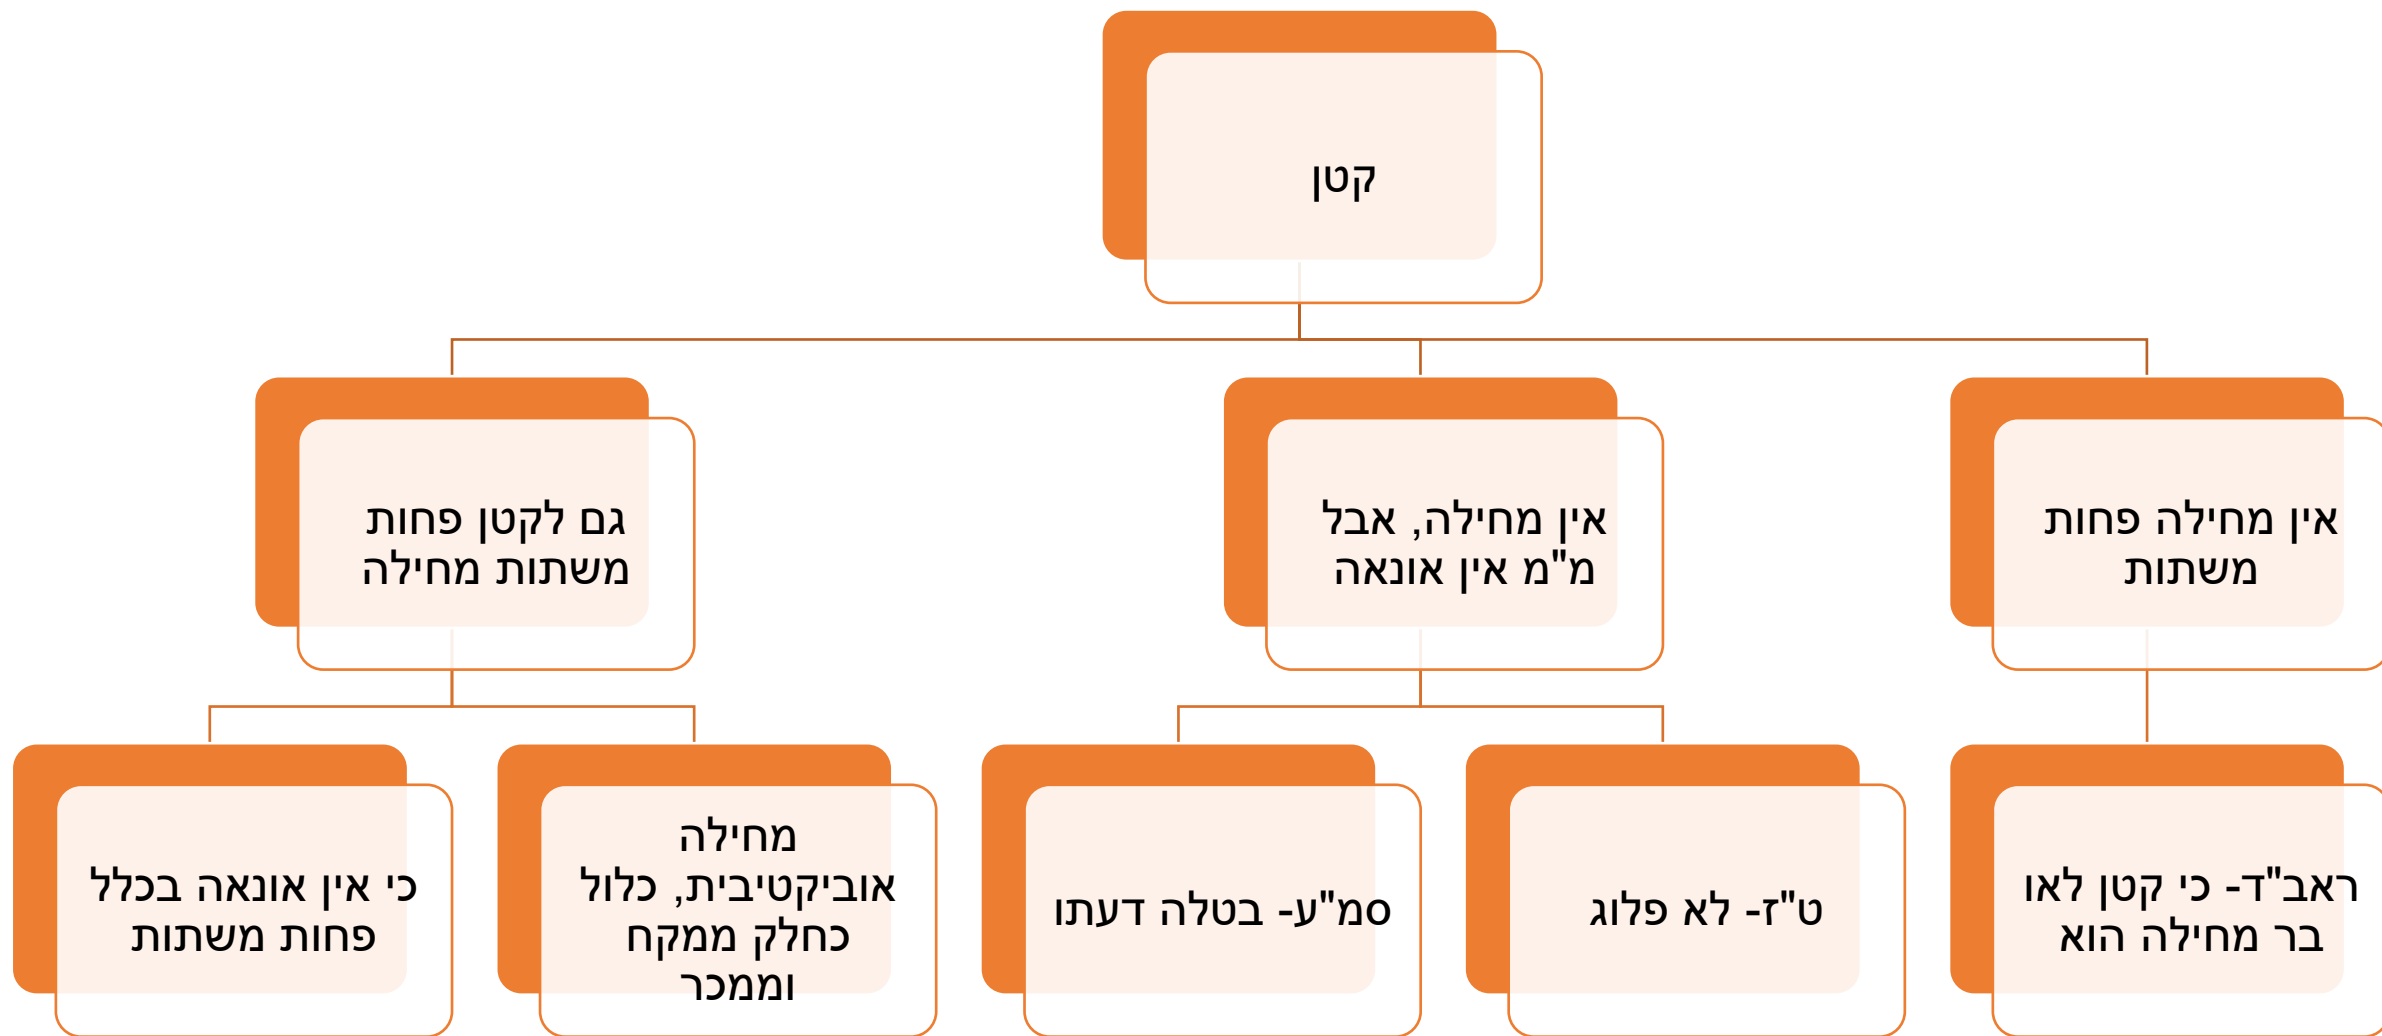 קטן
אין מחילה פחות
משתות
אין מחילה, אבל
מ"מ אין אונאה
גם לקטן פחות
משתות מחילה
ראב"ד- כי קטן לאו
בר מחילה הוא
ט"ז- לא פלוג
סמ"ע- בטלה דעתו
מחילה
אוביקטיבית, כלול
כחלק ממקח
וממכר
כי אין אונאה בכלל
פחות משתות